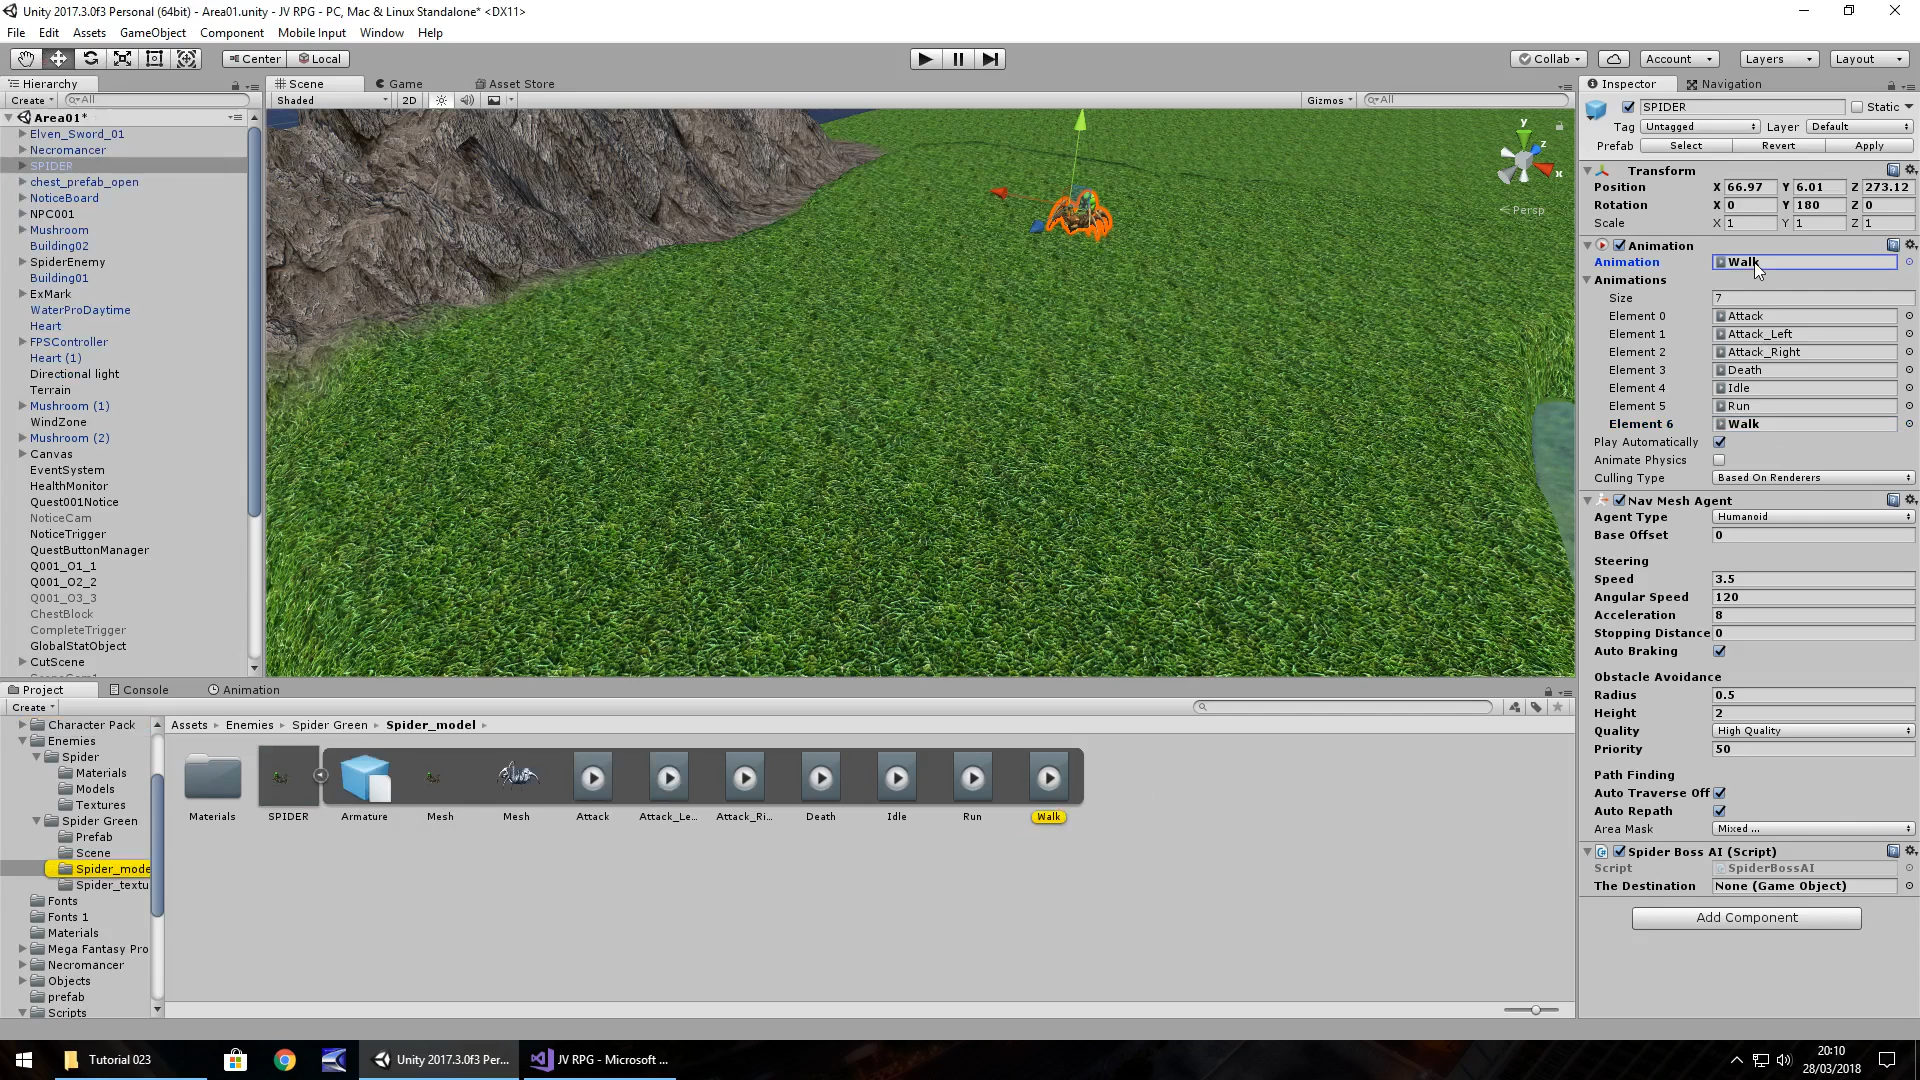 Unity 2017.3.0f3 Personal (64bit) - Area01.unity - JV RPG - PC, Mac & Linux Standalone* <DX11>
File Edit Assets GameObject Component Mobile Input Window Help
Center Local Collab Account Layers Layout
Hierarchy Scene Game Asset Store Inspector Navigation
Create All Shaded 2D Gizmos All
Area01*
Elven_Sword_01
Necromancer
SPIDER
chest_prefab_open
NoticeBoard
NPC001
Mushroom
Building02
SpiderEnemy
Building01
ExMark
WaterProDaytime
Heart
FPSController
Heart (1)
Directional light
Terrain
Mushroom (1)
WindZone
Mushroom (2)
Canvas
EventSystem
HealthMonitor
Quest001Notice
NoticeCam
NoticeTrigger
QuestButtonManager
Q001_O1_1
Q001_O2_2
Q001_O3_3
ChestBlock
CompleteTrigger
GlobalStatObject
CutScene
y
z
x
Persp
SPIDER Static
Tag Untagged Layer Default
Prefab Select Revert Apply
Transform
Position X 66.97 Y 6.01 Z 273.12
Rotation X 0 Y 180 Z 0
Scale X 1 Y 1 Z 1
Animation
Animation Walk
Animations
Size 7
Element 0 Attack
Element 1 Attack_Left
Element 2 Attack_Right
Element 3 Death
Element 4 Idle
Element 5 Run
Element 6 Walk
Play Automatically
Animate Physics
Culling Type Based On Renderers
Nav Mesh Agent
Agent Type Humanoid
Base Offset 0
Steering
Speed 3.5
Angular Speed 120
Acceleration 8
Stopping Distance 0
Auto Braking
Obstacle Avoidance
Radius 0.5
Height 2
Quality High Quality
Priority 50
Path Finding
Auto Traverse Off
Auto Repath
Area Mask Mixed ...
Spider Boss AI (Script)
Script SpiderBossAI
The Destination None (Game Object)
Add Component
Project Console Animation
Create
Character Pack
Enemies
Spider
Materials
Models
Textures
Spider Green
Prefab
Scene
Spider_mode
Spider_textu
Fonts
Fonts 1
Materials
Mega Fantasy Pro
Necromancer
Objects
prefab
Scripts
Assets Enemies Spider Green Spider_model
Materials SPIDER Armature Mesh Mesh Attack Attack_Le... Attack_Ri... Death Idle Run Walk
Tutorial 023 Unity 2017.3.0f3 Per... JV RPG - Microsoft ...
20:10
28/03/2018